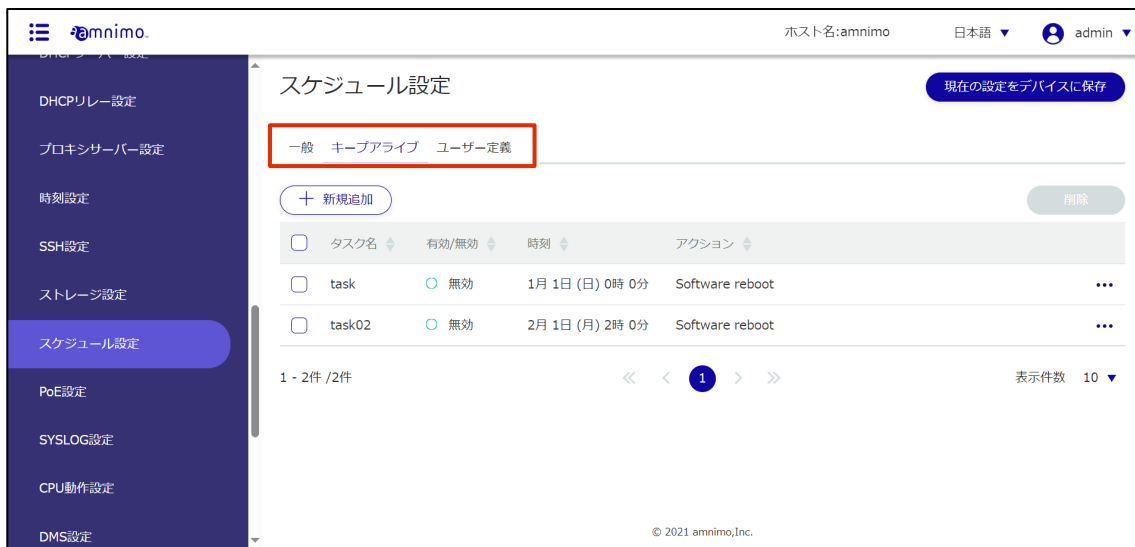 amnimo
ホスト名:amnimo
日本語 ▼
admin ▼
DHCPリレー設定
プロキシサーバー設定
時刻設定
SSH設定
ストレージ設定
スケジュール設定
PoE設定
SYSLOG設定
CPU動作設定
DMS設定
スケジュール設定
現在の設定をデバイスに保存
一般 キープアライブ ユーザー定義
+ 新規追加
削除
タスク名 有効/無効 時刻 アクション
task 無効 1月 1日 (日) 0時 0分 Software reboot •••
task02 無効 2月 1日 (月) 2時 0分 Software reboot •••
1 - 2件 /2件
≪ < 1 > ≫
表示件数 10 ▼
© 2021 amnimo,Inc.